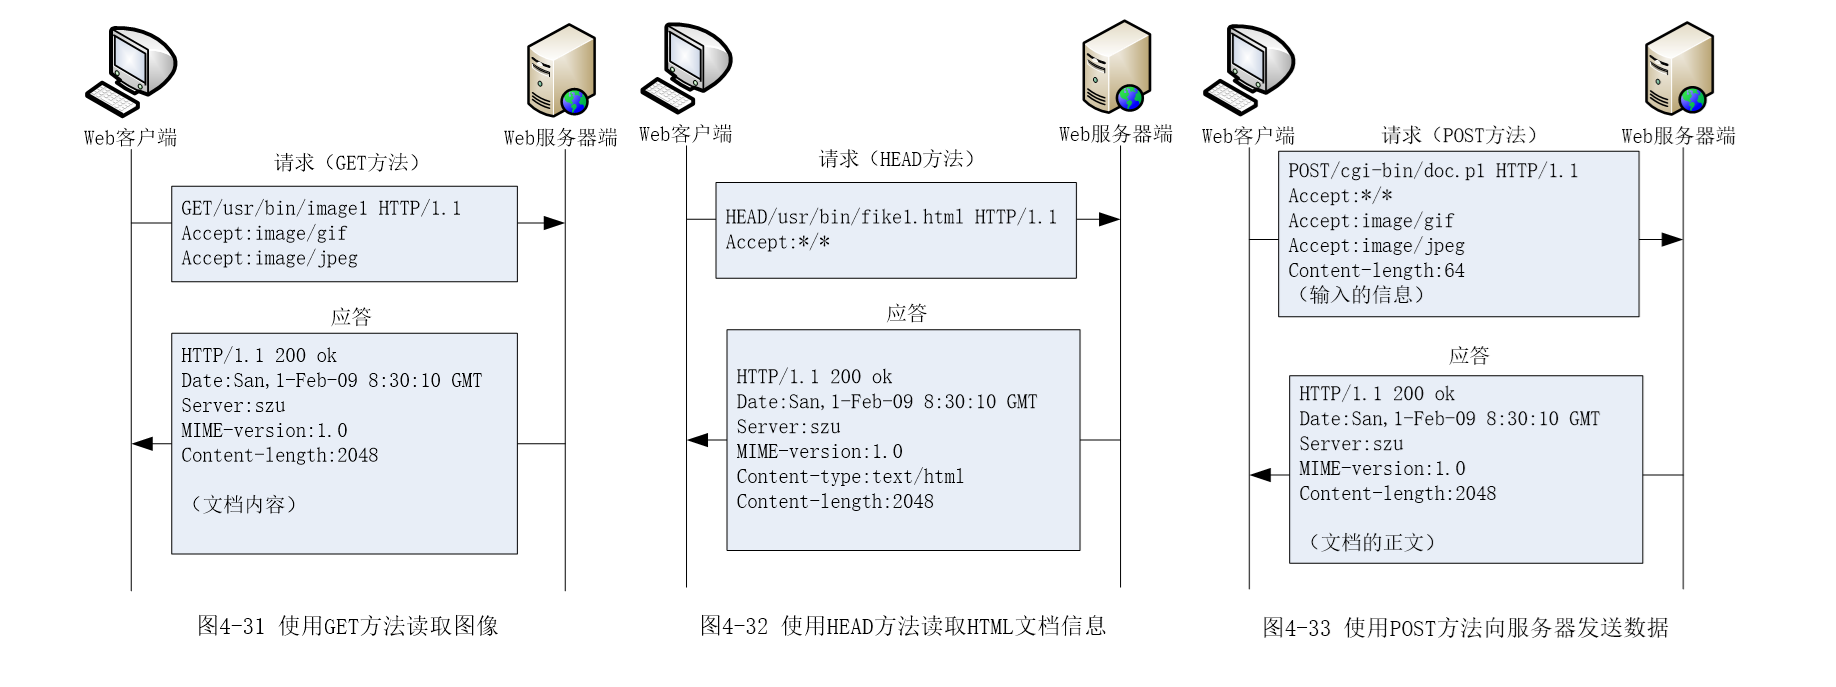 Web客户端
Web服务器端
请求（GET方法）
GET/usr/bin/image1 HTTP/1.1
Accept:image/gif
Accept:image/jpeg
应答
HTTP/1.1 200 ok
Date:San,1-Feb-09 8:30:10 GMT
Server:szu
MIME-version:1.0
Content-length:2048
（文档内容）
图4-31 使用GET方法读取图像
Web客户端
Web服务器端
请求（HEAD方法）
HEAD/usr/bin/fike1.html HTTP/1.1
Accept:*/*
应答
HTTP/1.1 200 ok
Date:San,1-Feb-09 8:30:10 GMT
Server:szu
MIME-version:1.0
Content-type:text/html
Content-length:2048
图4-32 使用HEAD方法读取HTML文档信息
Web客户端
Web服务器端
请求（POST方法）
POST/cgi-bin/doc.pl HTTP/1.1
Accept:*/*
Accept:image/gif
Accept:image/jpeg
Content-length:64
（输入的信息）
应答
HTTP/1.1 200 ok
Date:San,1-Feb-09 8:30:10 GMT
Server:szu
MIME-version:1.0
Content-length:2048
（文档的正文）
图4-33 使用POST方法向服务器发送数据